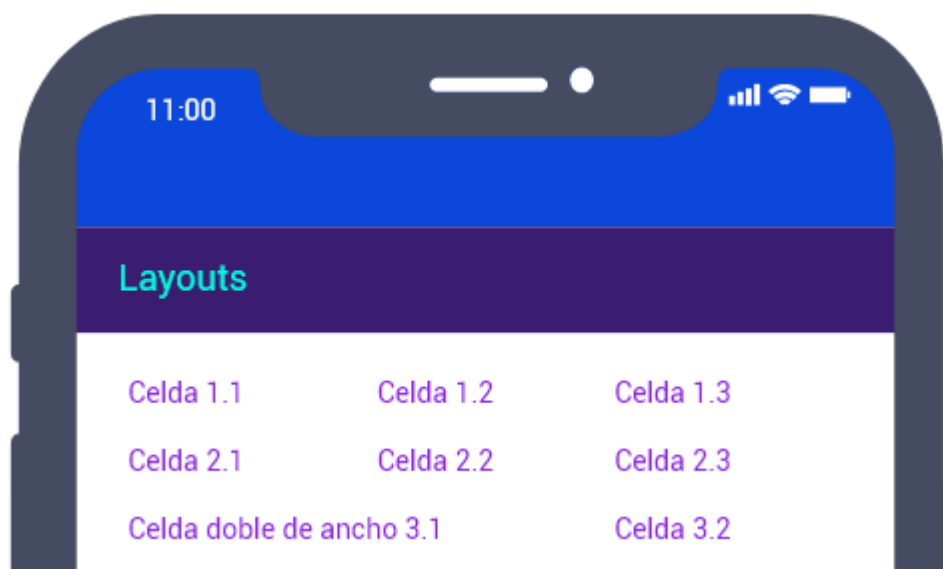 11:00
Layouts
Celda 1.1 Celda 1.2 Celda 1.3
Celda 2.1 Celda 2.2 Celda 2.3
Celda doble de ancho 3.1 Celda 3.2